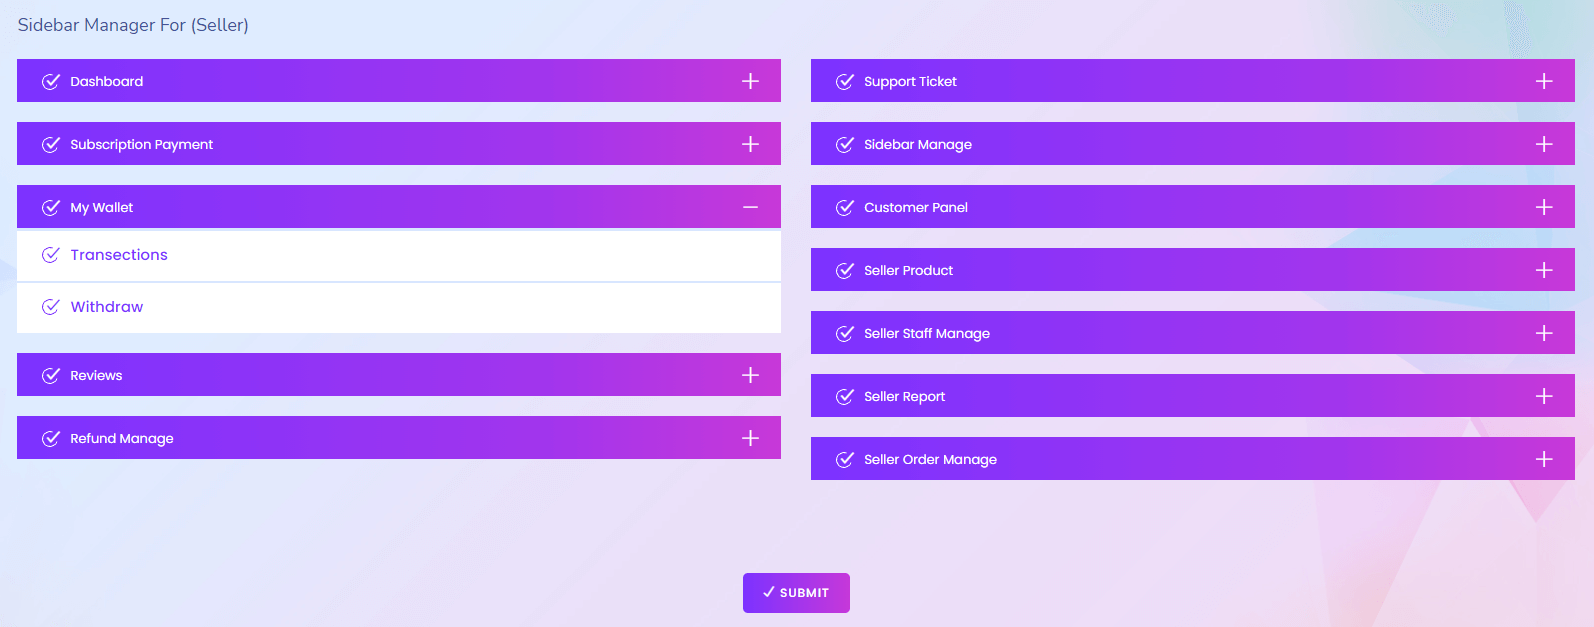 Sidebar Manager For (Seller)
Dashboard
Subscription Payment
My Wallet
Transections
Withdraw
Reviews
Refund Manage
Support Ticket
Sidebar Manage
Customer Panel
Seller Product
Seller Staff Manage
Seller Report
Seller Order Manage
SUBMIT